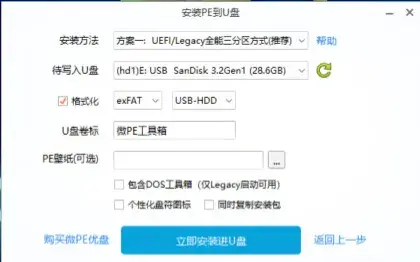 安装PE到U盘
安装方法 方案一：UEFI/Legacy全能三分区方式(推荐) 帮助
待写入U盘 (hd1)E: USB SanDisk 3.2Gen1 (28.6GB)
格式化 exFAT USB-HDD
U盘卷标 微PE工具箱
PE壁纸(可选) ...
包含DOS工具箱（仅Legacy启动可用）
个性化盘符图标 同时复制安装包
购买微PE优盘 立即安装进U盘 返回上一步